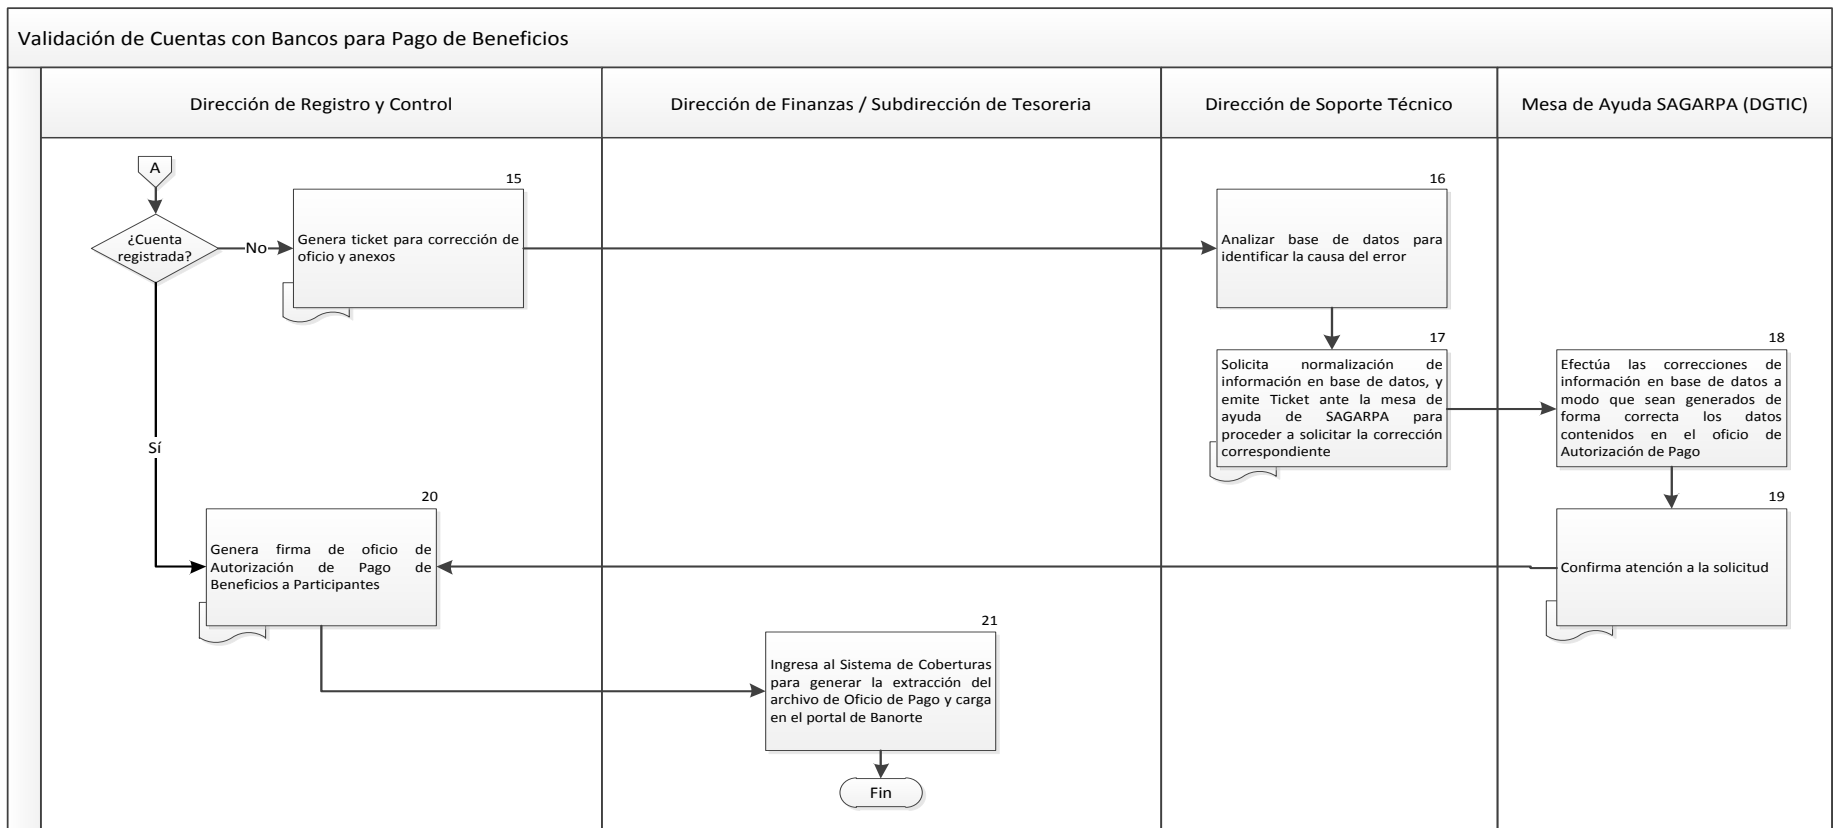 Validación de Cuentas con Bancos para Pago de Beneficios
Dirección de Registro y Control
Dirección de Finanzas / Subdirección de Tesoreria
Dirección de Soporte Técnico
Mesa de Ayuda SAGARPA (DGTIC)
A
¿Cuenta
registrada?
No
Sí
15
Genera ticket para corrección de
oficio y anexos
16
Analizar base de datos para
identificar la causa del error
17
Solicita normalización de
información en base de datos, y
emite Ticket ante la mesa de
ayuda de SAGARPA para
proceder a solicitar la corrección
correspondiente
18
Efectúa las correcciones de
información en base de datos a
modo que sean generados de
forma correcta los datos
contenidos en el oficio de
Autorización de Pago
19
Confirma atención a la solicitud
20
Genera firma de oficio de
Autorización de Pago de
Beneficios a Participantes
21
Ingresa al Sistema de Coberturas
para generar la extracción del
archivo de Oficio de Pago y carga
en el portal de Banorte
Fin